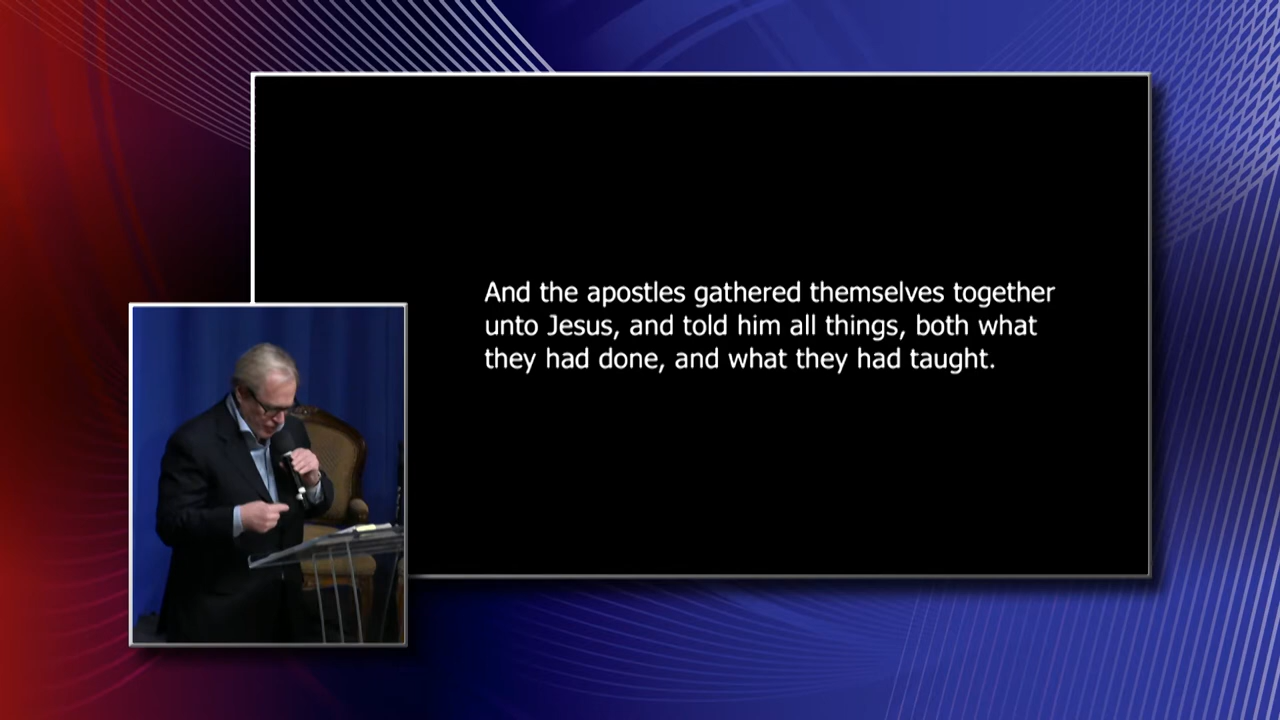 And the apostles gathered themselves together
unto Jesus, and told him all things, both what
they had done, and what they had taught.